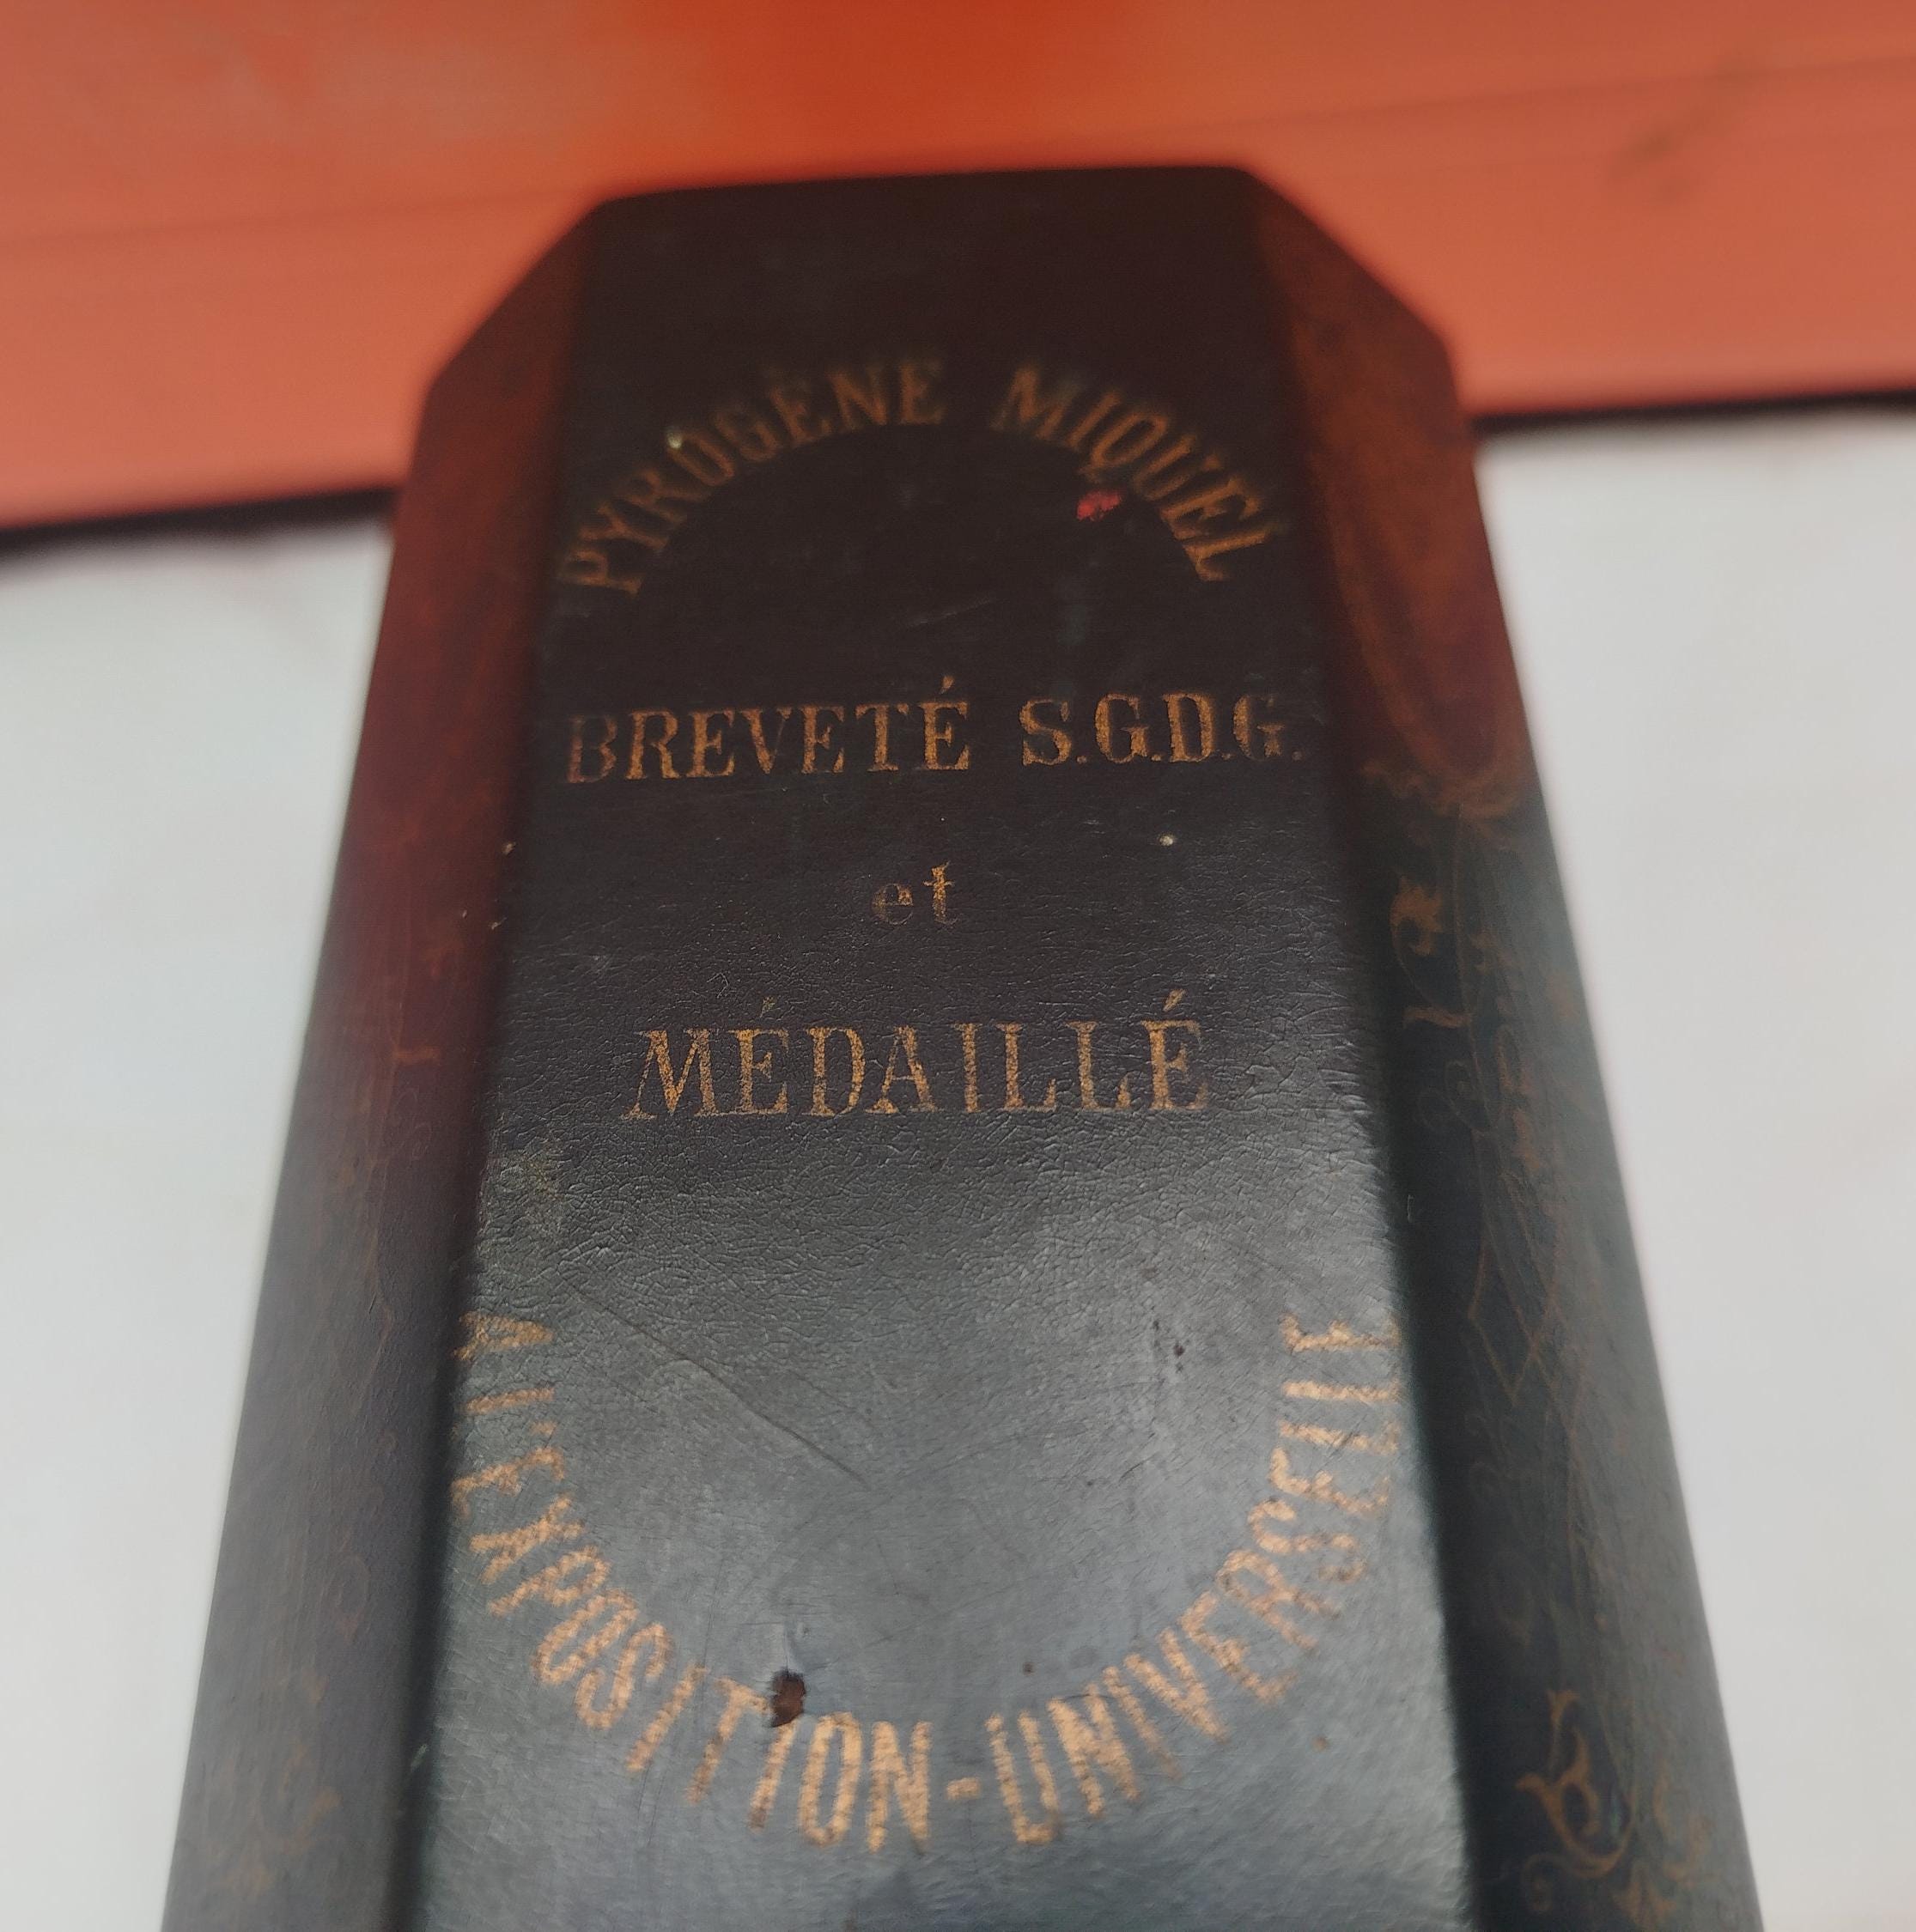 PYROGÈNE MIQUEL
BREVETÉ S.G.D.G.
et
MÉDAILLÉ
A L'EXPOSITION-UNIVERSELLE